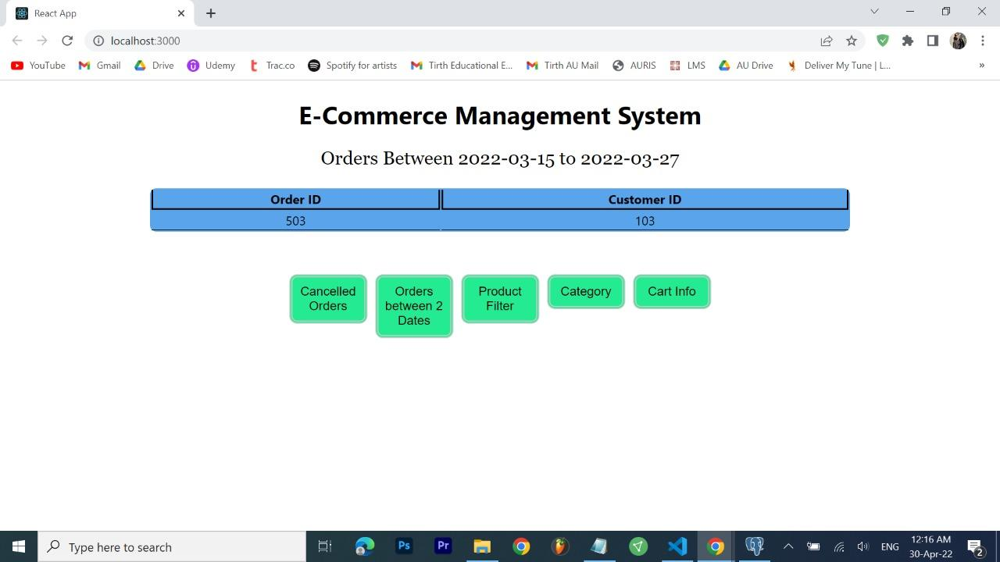 React App
localhost:3000
YouTube Gmail Drive Udemy Trac.co Spotify for artists Tirth Educational E... Tirth AU Mail AURIS LMS AU Drive Deliver My Tune | L... »
E-Commerce Management System
Orders Between 2022-03-15 to 2022-03-27
Order ID Customer ID
503 103
Cancelled Orders
Orders between 2 Dates
Product Filter
Category
Cart Info
Type here to search
Ps Pr
ENG
12:16 AM
30-Apr-22
2